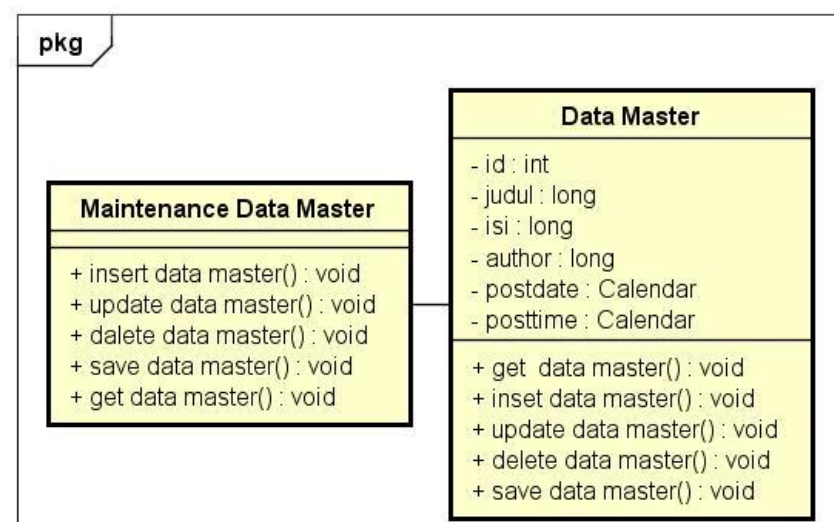 pkg
Maintenance Data Master
+ insert data master() : void
+ update data master() : void
+ dalete data master() : void
+ save data master() : void
+ get data master() : void
Data Master
- id : int
- judul : long
- isi : long
- author : long
- postdate : Calendar
- posttime : Calendar
+ get  data master() : void
+ inset data master() : void
+ update data master() : void
+ delete data master() : void
+ save data master() : void